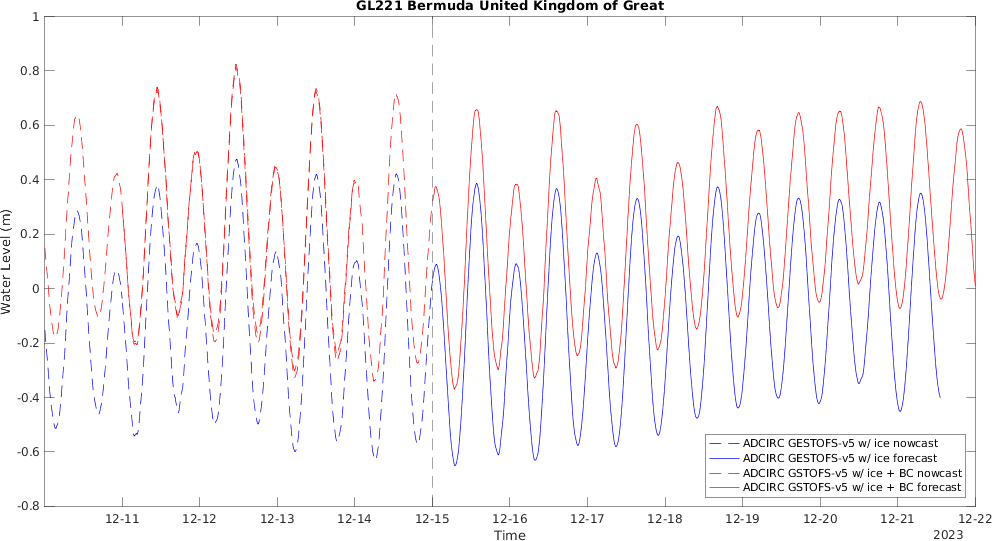 GL221 Bermuda United Kingdom of Great
1
0.8
0.6
0.4
0.2
0
-0.2
-0.4
-0.6
-0.8
Water Level (m)
ADCIRC GESTOFS-v5 w/ ice nowcast
ADCIRC GESTOFS-v5 w/ ice forecast
ADCIRC GSTOFS-v5 w/ ice + BC nowcast
ADCIRC GSTOFS-v5 w/ ice + BC forecast
12-11 12-12 12-13 12-14 12-15 12-16 12-17 12-18 12-19 12-20 12-21 12-22
Time
2023